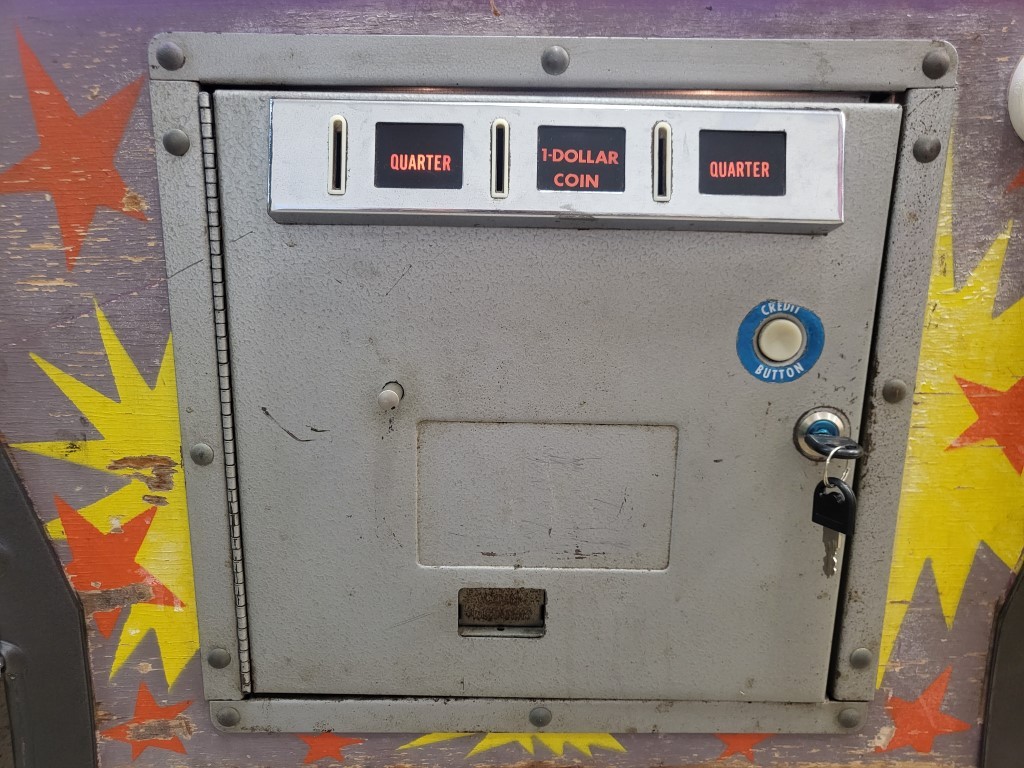 QUARTER
1-DOLLAR
COIN
QUARTER
CREDIT
BUTTON